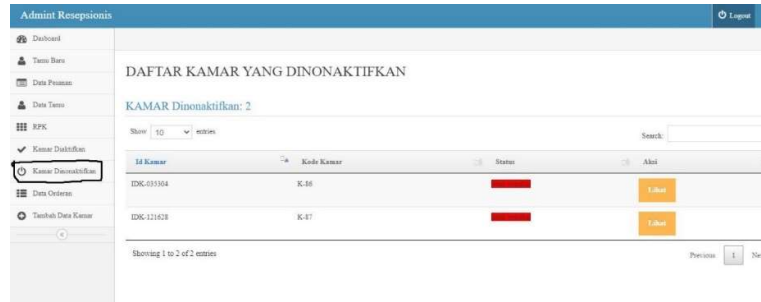 Admint Resepsionis
Logout
Dasboard
Tamu Baru
Data Pesanan
Data Tamu
RPK
Kamar Diaktifkan
Kamar Dinonaktifkan
Data Orderan
Tambah Data Kamar
DAFTAR KAMAR YANG DINONAKTIFKAN
KAMAR Dinonaktifkan: 2
Show 10 entries
Search:
Id Kamar Kode Kamar Status Aksi
IDK-033304 K-86 Lihat
IDK-121628 K-87 Lihat
Showing 1 to 2 of 2 entries
Previous 1 Ne